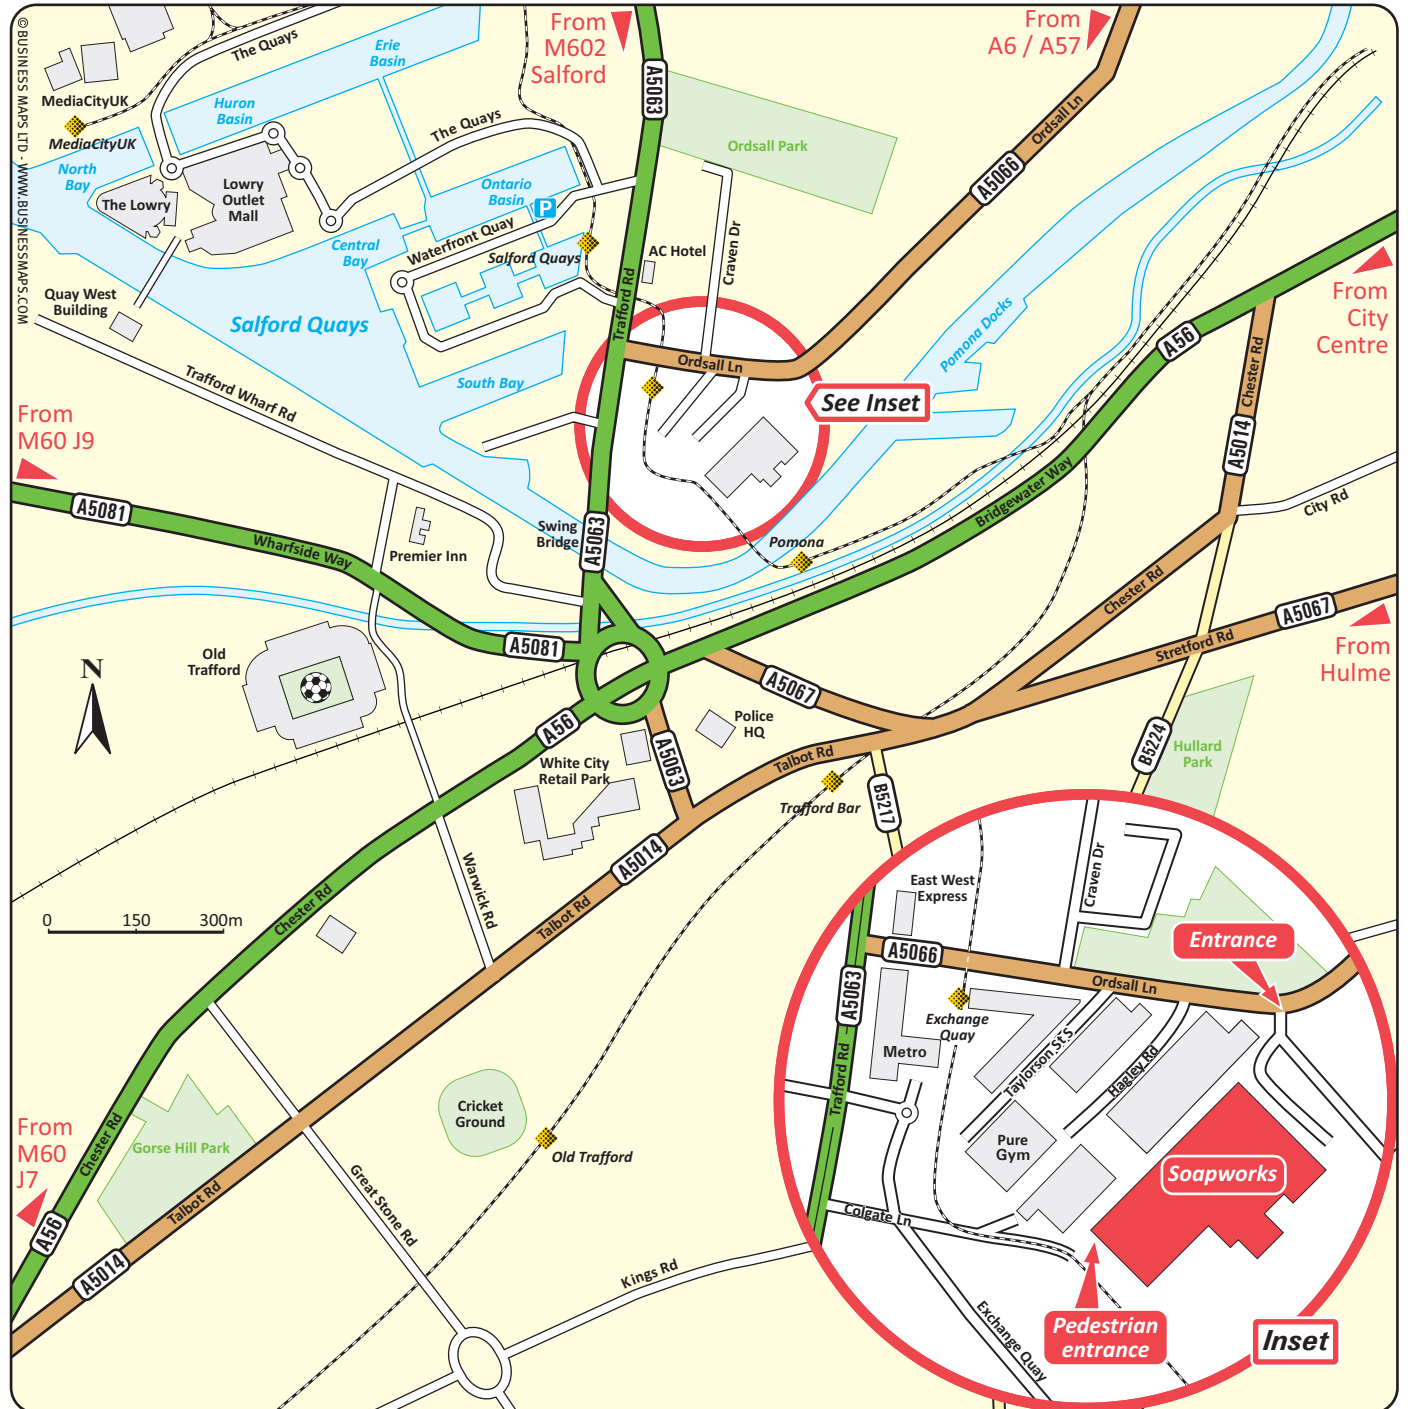 ©BUSINESS MAPS LTD - WWW.BUSINESSMAPS.COM
From
M602
Salford
From
A6 / A57
The Quays
Erie
Basin
A5063
MediaCityUK
Huron
Basin
The Quays
Ordsall Ln
MediaCityUK
Ordsall Park
North
Bay
Lowry
Outlet
Mall
Ontario
Basin
A5066
The Lowry
P
Central
Bay
Waterfront Quay
Salford Quays
AC Hotel
Craven Dr
Quay West
Building
Salford Quays
Trafford Rd
Pomona Docks
From
City
Centre
A56
Chester Rd
Trafford Wharf Rd
South Bay
Ordsall Ln
See Inset
From
M60 J9
A5014
A5081
Wharfside Way
Premier Inn
Swing
Bridge
A5063
Pomona
Bridgewater Way
City Rd
Chester Rd
A5067
From
Hulme
Stretford Rd
Old
Trafford
A5081
N
A5067
A56
Police
HQ
White City
Retail Park
A5063
Talbot Rd
B5224
Hullard
Park
Trafford Bar
B5217
A5014
Warwick Rd
0 150 300m
Chester Rd
Talbot Rd
East West
Express
Craven Dr
Entrance
A5066
Ordsall Ln
A5063
Exchange
Quay
Metro
Taylorson St S
Hagley Rd
Trafford Rd
Pure
Gym
Soapworks
Colgate Ln
Exchange Quay
Pedestrian
entrance
Inset
Cricket
Ground
Old Trafford
From
M60
J7
Chester Rd
Gorse Hill Park
Talbot Rd
Great Stone Rd
A56
A5014
Kings Rd